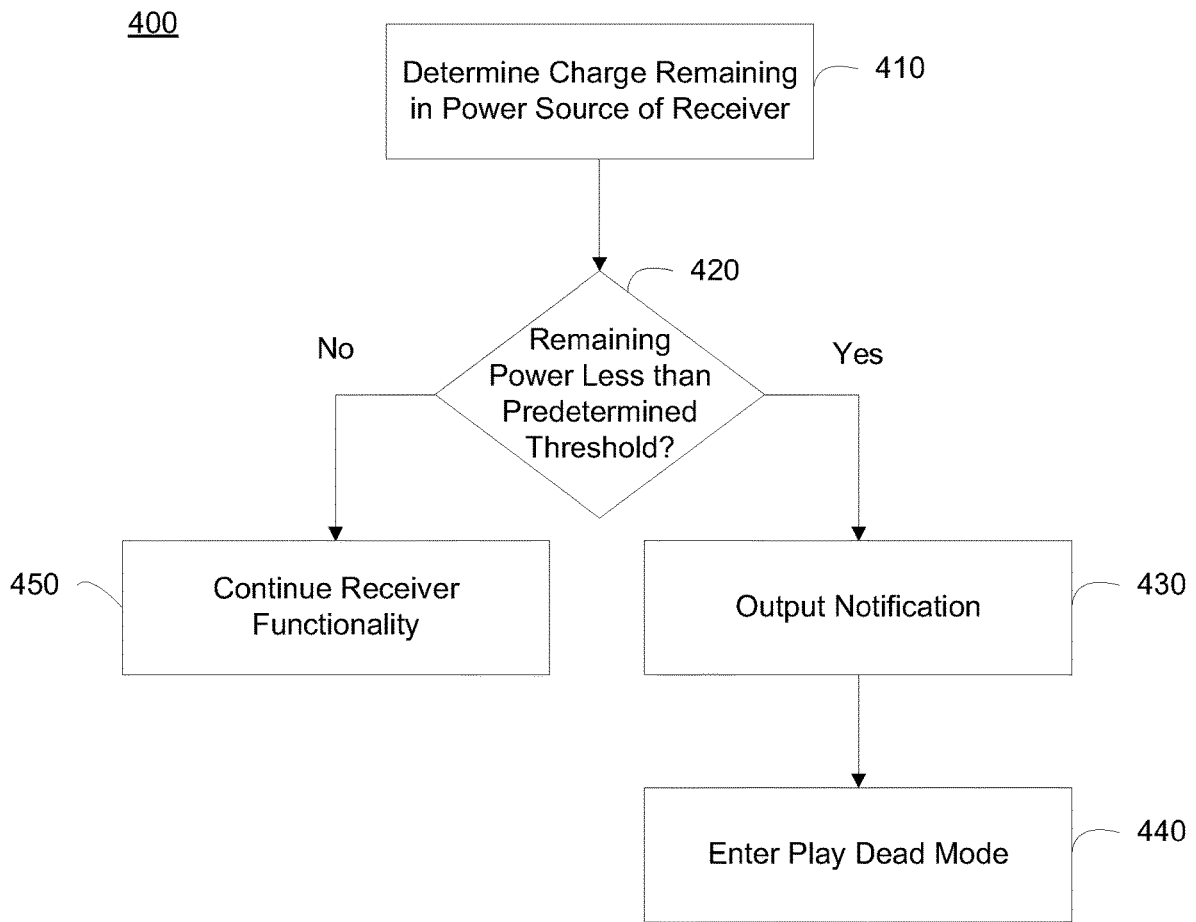 400
Determine Charge Remaining
in Power Source of Receiver
410
420
Remaining
Power Less than
Predetermined
Threshold?
No
Yes
450
Continue Receiver
Functionality
Output Notification
430
Enter Play Dead Mode
440